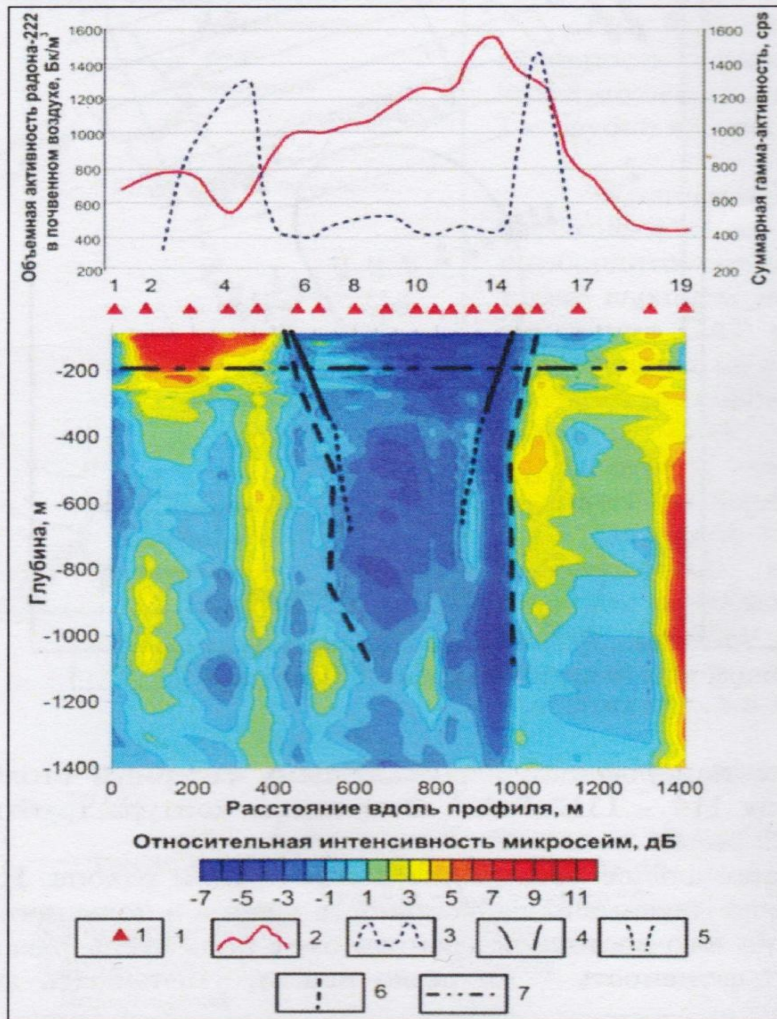 Объемная активность радона-222
в почвенном воздухе, Бк/м³
1600
1400
1200
1000
800
600
400
200
1600
1400
1200
1000
800
600
400
200
Суммарная гамма-активность, cps
1 2 4 6 8 10 14 17 19
Глубина, м
-200
-400
-600
-800
-1000
-1200
-1400
0 200 400 600 800 1000 1200 1400
Расстояние вдоль профиля, м
Относительная интенсивность микросейм, дБ
-7 -5 -3 -1 1 3 5 7 9 11
1 1 2 3 4 5
6 7